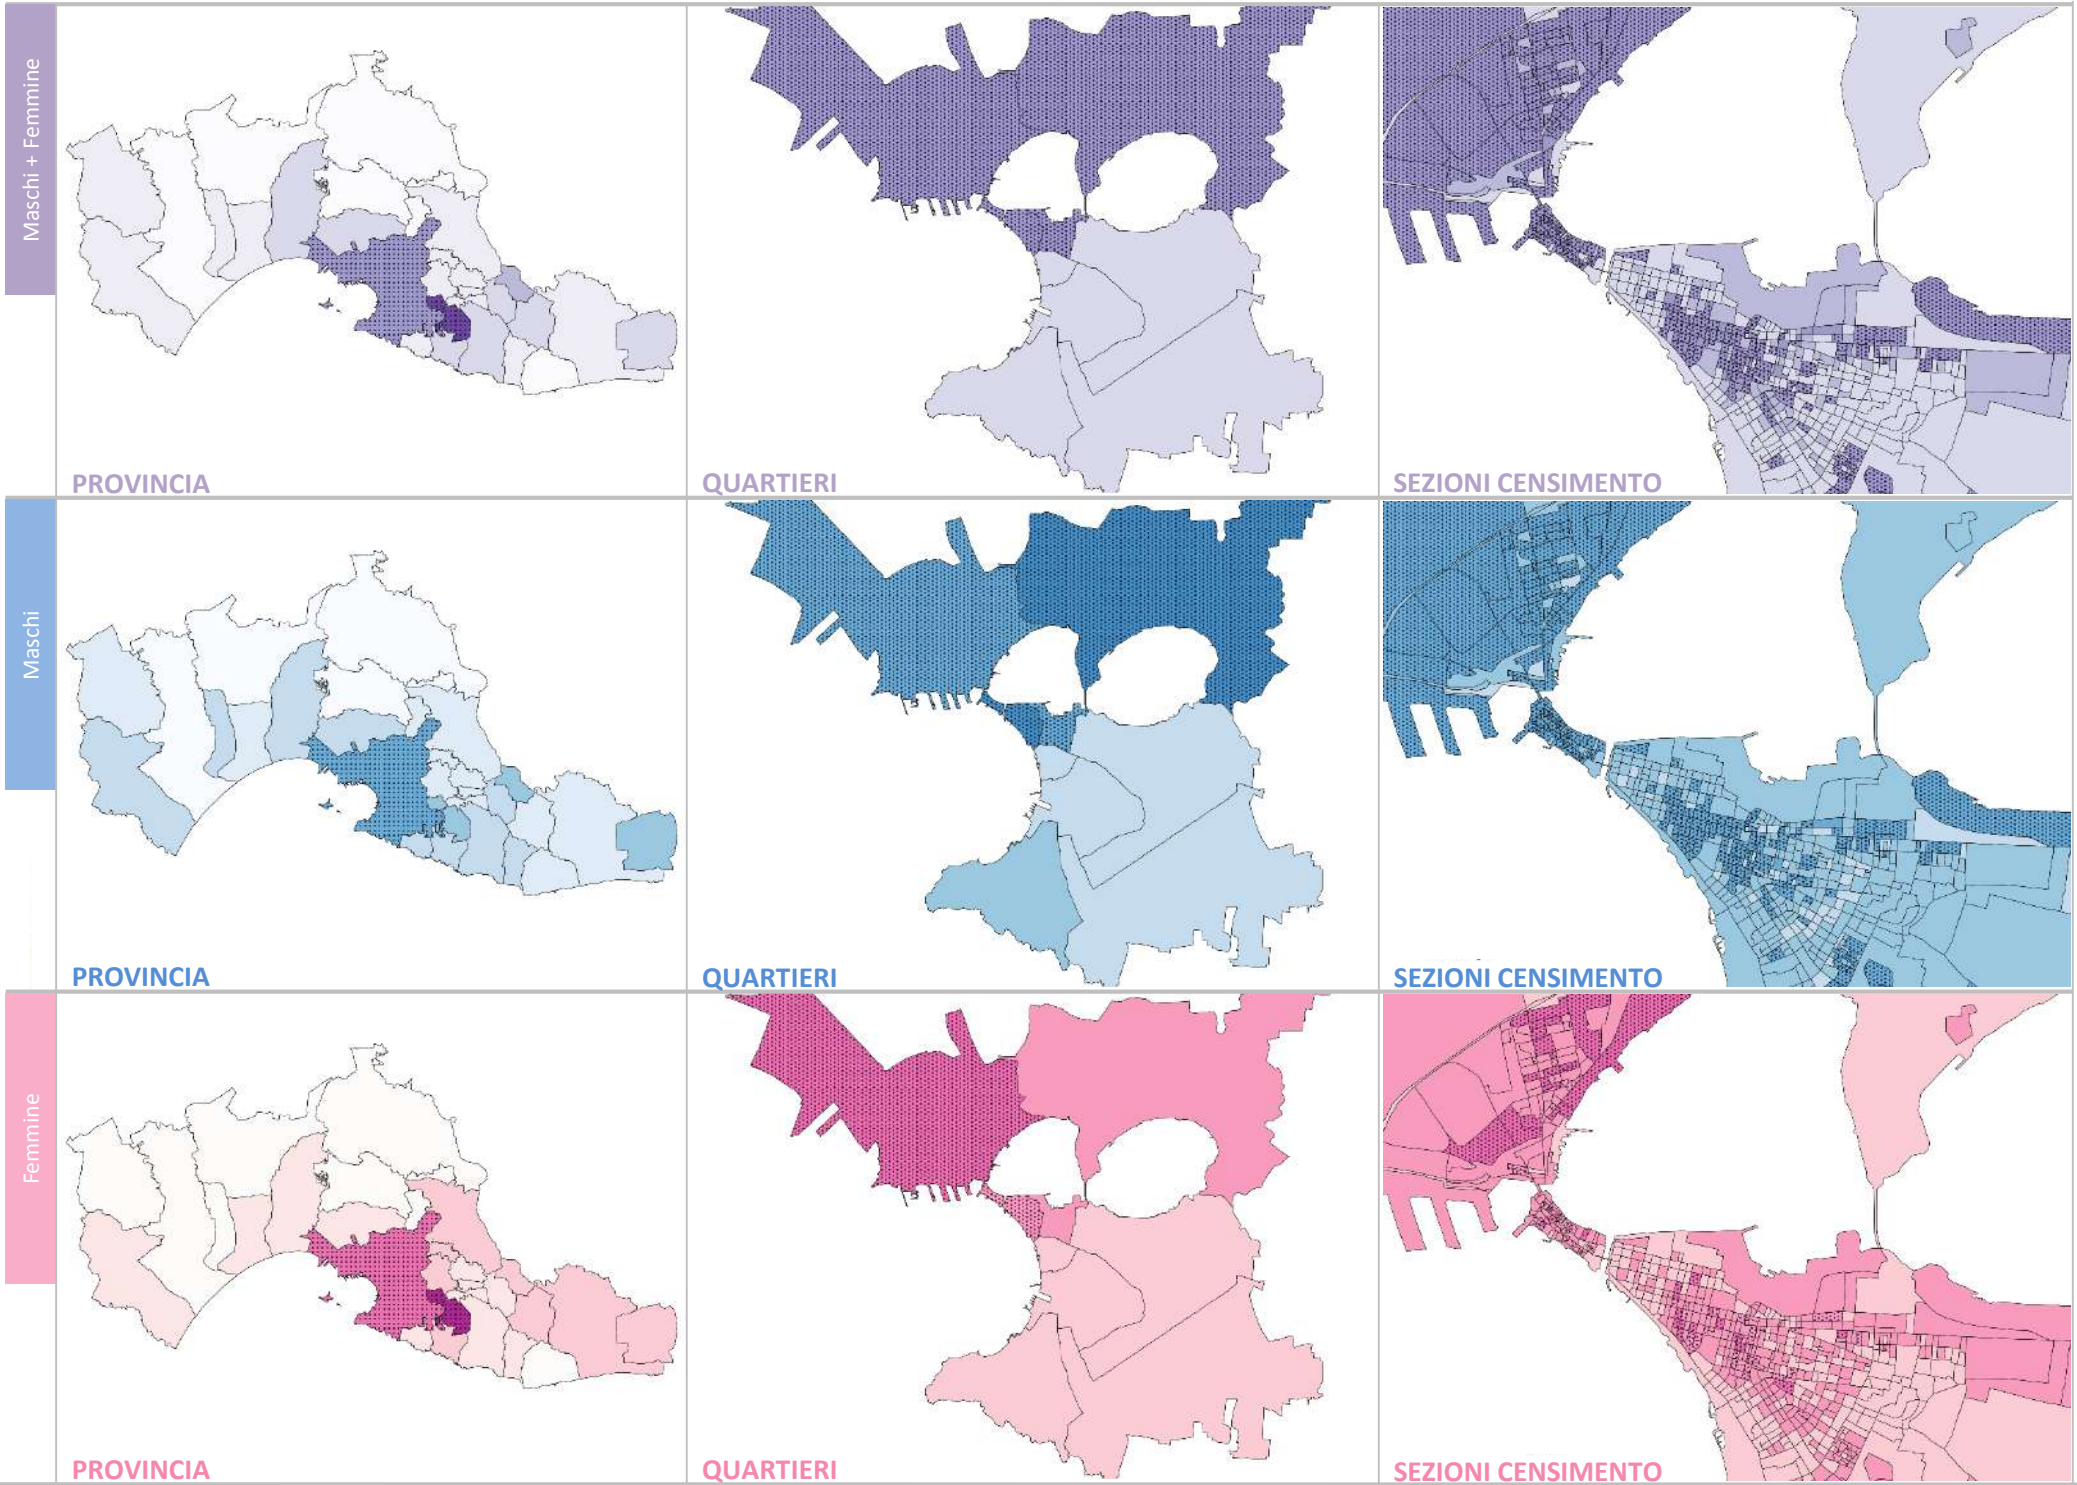 Maschi + Femmine
PROVINCIA
QUARTIERI
SEZIONI CENSIMENTO
Maschi
PROVINCIA
QUARTIERI
SEZIONI CENSIMENTO
Femmine
PROVINCIA
QUARTIERI
SEZIONI CENSIMENTO